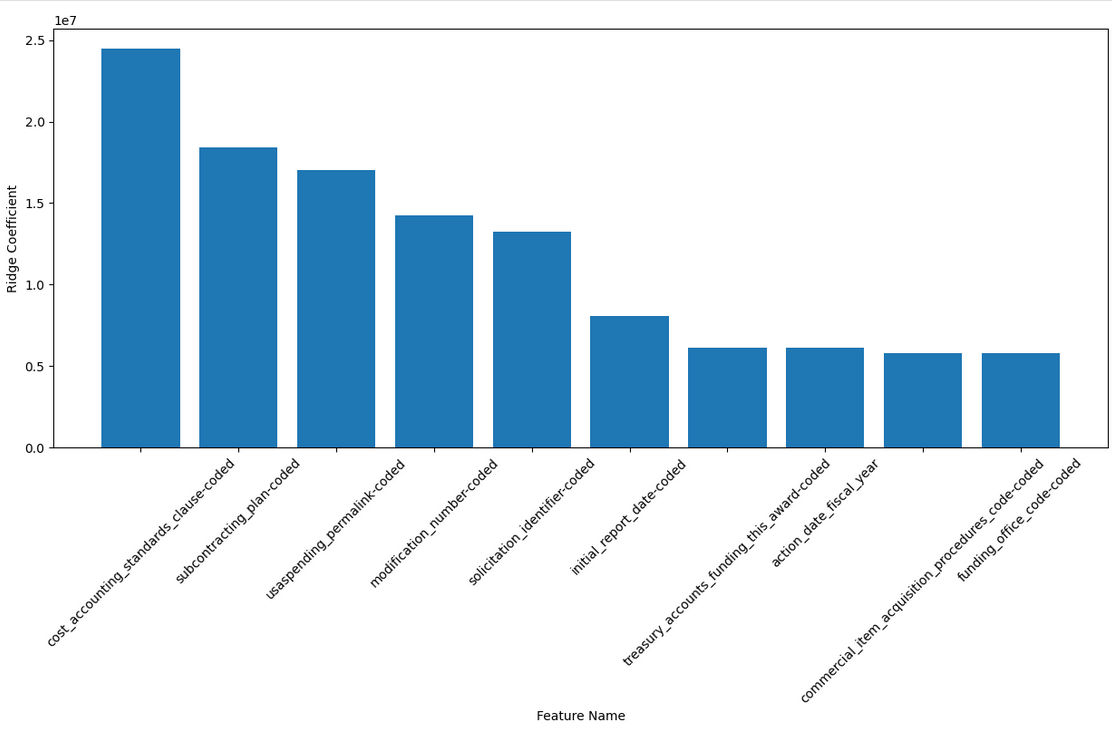 1e7
2.5
2.0
1.5
1.0
0.5
0.0
Ridge Coefficient
cost_accounting_standards_clause-coded
subcontracting_plan-coded
usaspending_permalink-coded
modification_number-coded
solicitation_identifier-coded
initial_report_date-coded
treasury_accounts_funding_this_award-coded
action_date_fiscal_year
commercial_item_acquisition_procedures_code-coded
funding_office_code-coded
Feature Name